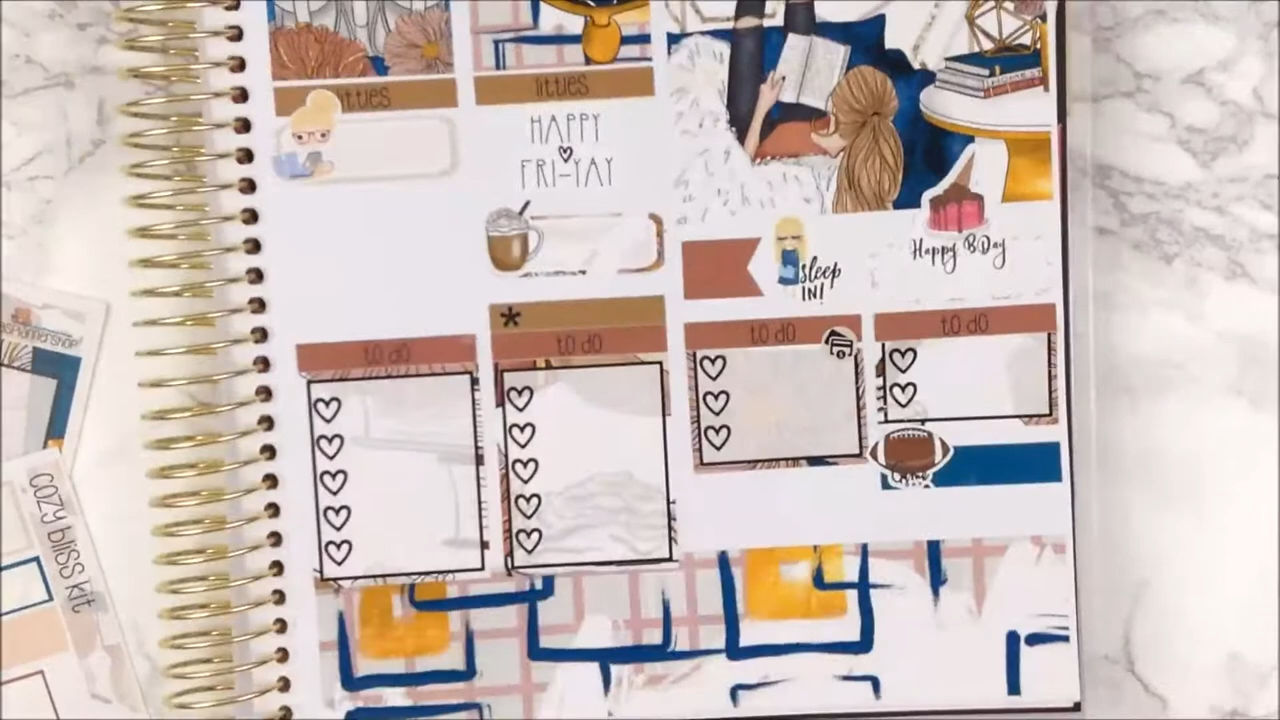 litties
litties
HAPPY
FRI-YAY
Happy BDay
sleep
IN!
*
to do
to do
to do
to do
cozy bliss kit